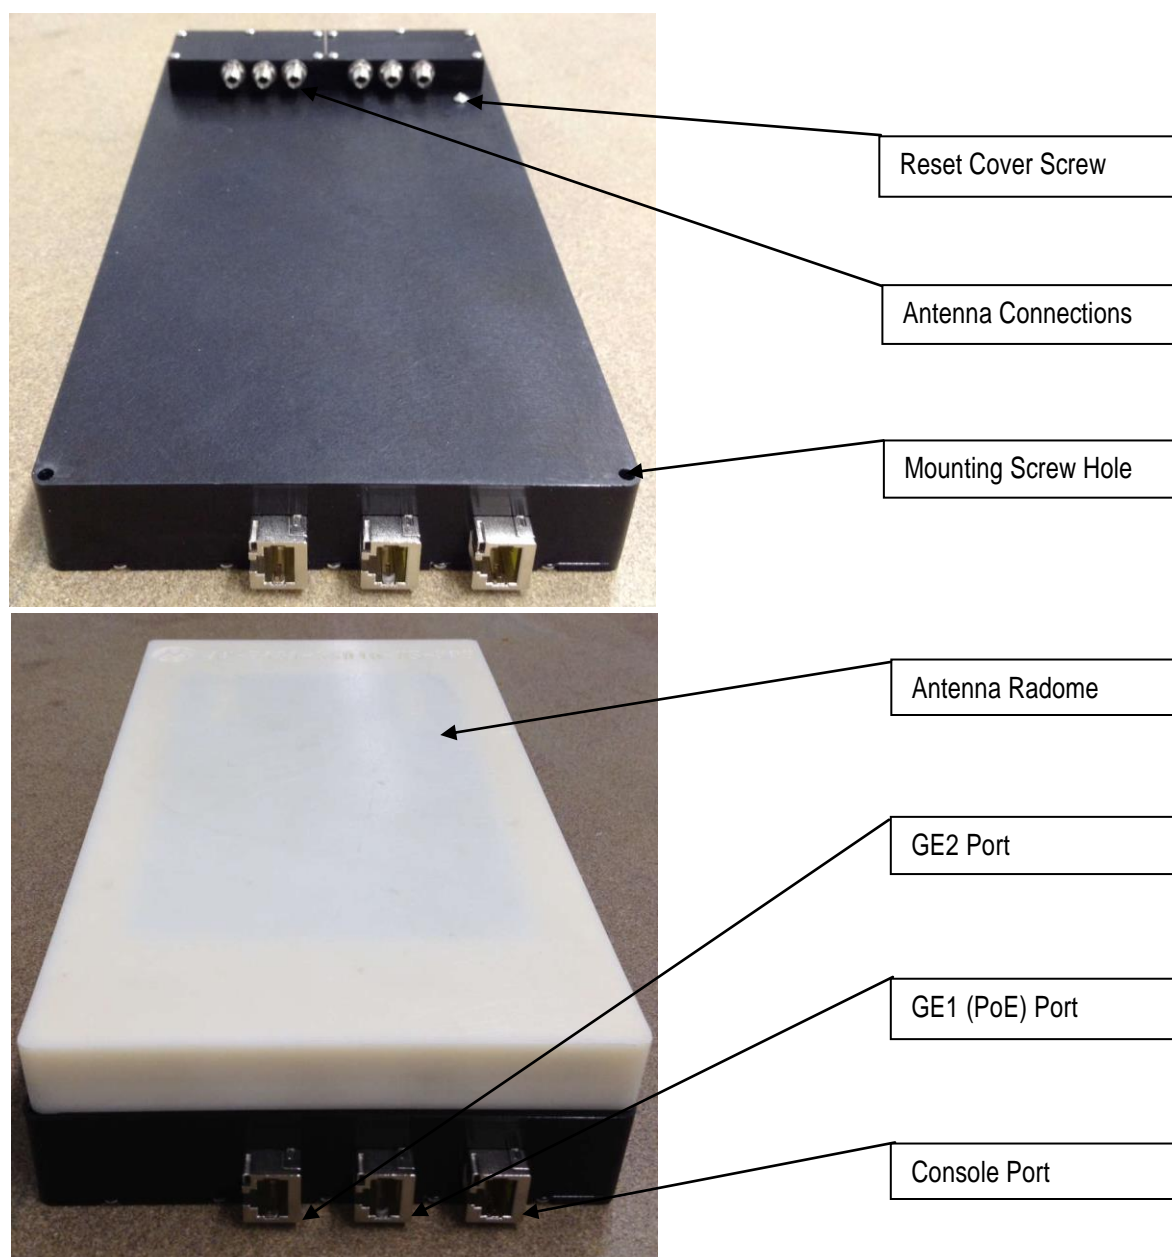 Reset Cover Screw
Antenna Connections
Mounting Screw Hole
Antenna Radome
GE2 Port
GE1 (PoE) Port
Console Port